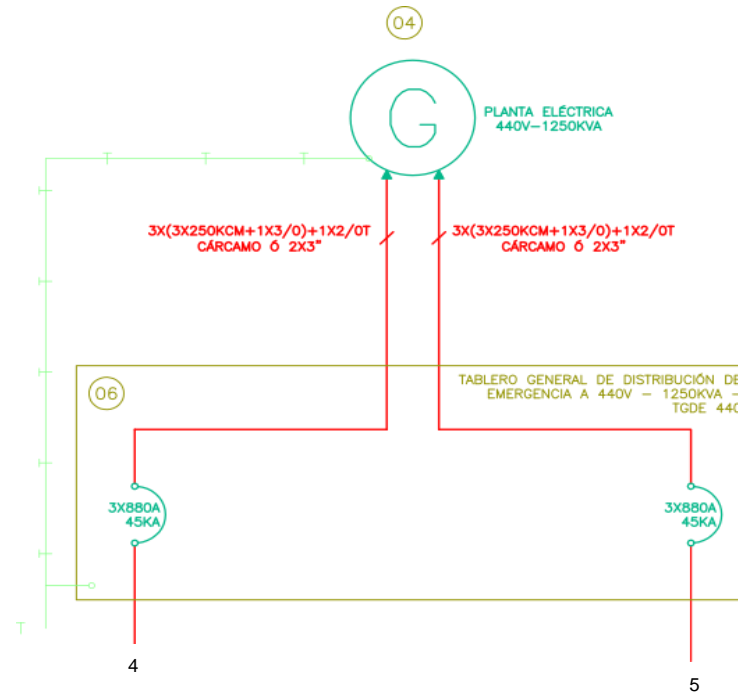 04
G
PLANTA ELÉCTRICA
440V-1250KVA
3X(3X250KCM+1X3/0)+1X2/0T
CÁRCAMO Ó 2X3"
3X(3X250KCM+1X3/0)+1X2/0T
CÁRCAMO Ó 2X3"
06
TABLERO GENERAL DE DISTRIBUCIÓN DE
EMERGENCIA A 440V - 1250KVA -
TGDE 440
3X880A
45KA
3X880A
45KA
T
4
5